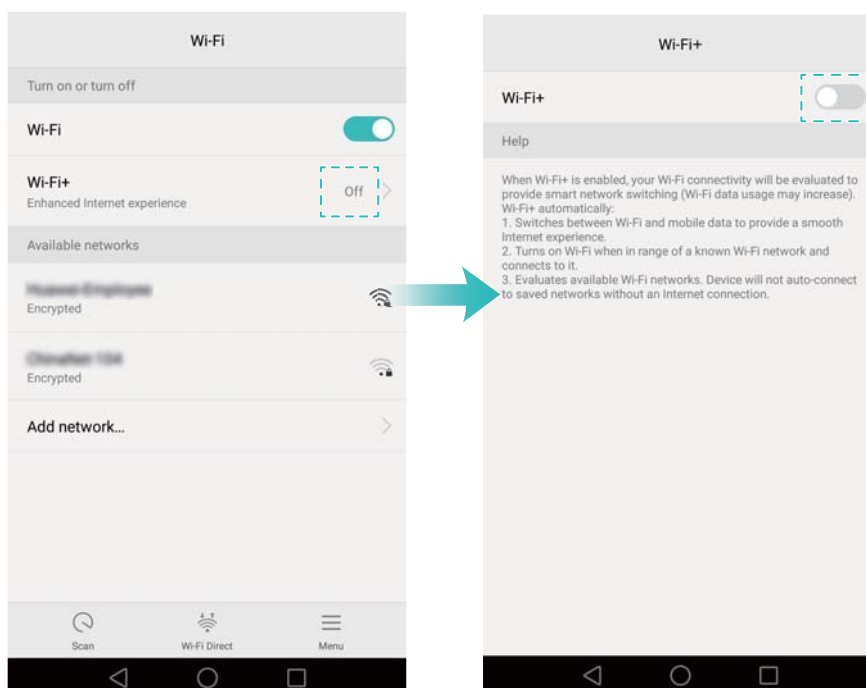 Wi-Fi
Turn on or turn off
Wi-Fi
Wi-Fi+
Enhanced Internet experience
Off
Available networks
Encrypted
Encrypted
Add network...
Scan
Wi-Fi Direct
Menu
Wi-Fi+
Wi-Fi+
Help
When Wi-Fi+ is enabled, your Wi-Fi connectivity will be evaluated to
provide smart network switching (Wi-Fi data usage may increase).
Wi-Fi+ automatically:
1. Switches between Wi-Fi and mobile data to provide a smooth
Internet experience.
2. Turns on Wi-Fi when in range of a known Wi-Fi network and
connects to it.
3. Evaluates available Wi-Fi networks. Device will not auto-connect
to saved networks without an Internet connection.